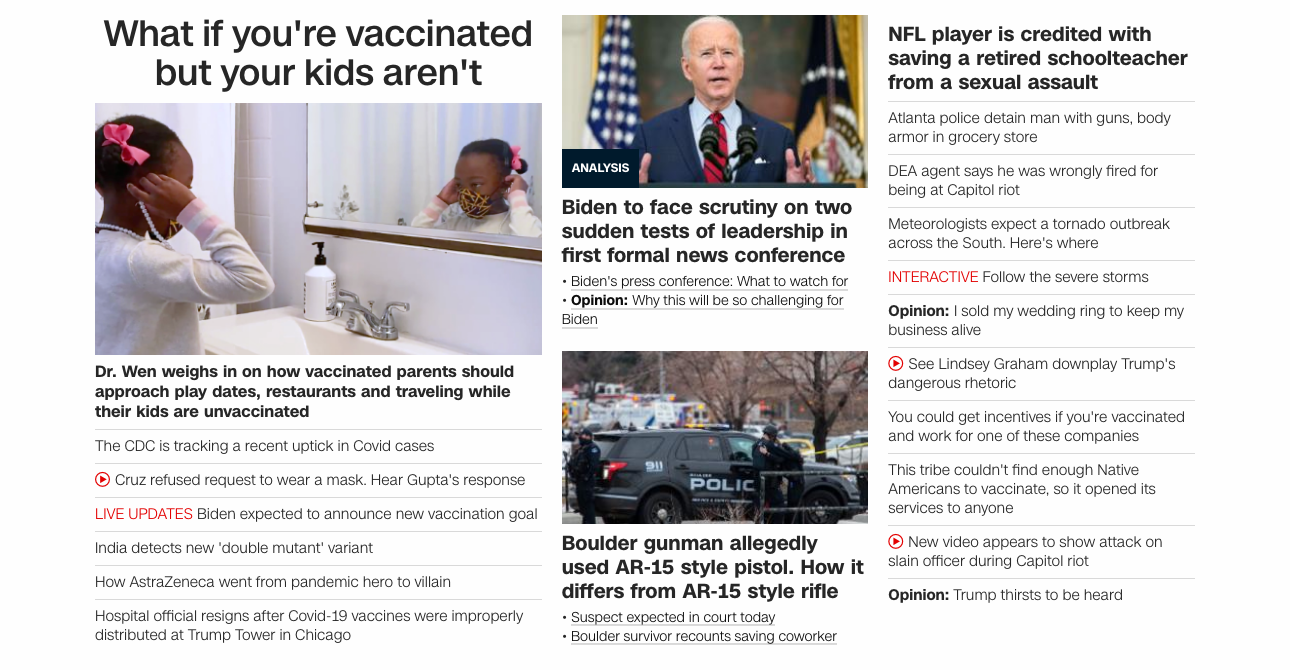 What if you're vaccinated
but your kids aren't
Dr. Wen weighs in on how vaccinated parents should
approach play dates, restaurants and traveling while
their kids are unvaccinated
The CDC is tracking a recent uptick in Covid cases
Cruz refused request to wear a mask. Hear Gupta's response
LIVE UPDATES Biden expected to announce new vaccination goal
India detects new 'double mutant' variant
How AstraZeneca went from pandemic hero to villain
Hospital official resigns after Covid-19 vaccines were improperly
distributed at Trump Tower in Chicago
ANALYSIS
Biden to face scrutiny on two
sudden tests of leadership in
first formal news conference
• Biden's press conference: What to watch for
• Opinion: Why this will be so challenging for
Biden
911
POLIC
Boulder gunman allegedly
used AR-15 style pistol. How it
differs from AR-15 style rifle
• Suspect expected in court today
• Boulder survivor recounts saving coworker
NFL player is credited with
saving a retired schoolteacher
from a sexual assault
Atlanta police detain man with guns, body
armor in grocery store
DEA agent says he was wrongly fired for
being at Capitol riot
Meteorologists expect a tornado outbreak
across the South. Here's where
INTERACTIVE Follow the severe storms
Opinion: I sold my wedding ring to keep my
business alive
See Lindsey Graham downplay Trump's
dangerous rhetoric
You could get incentives if you're vaccinated
and work for one of these companies
This tribe couldn't find enough Native
Americans to vaccinate, so it opened its
services to anyone
New video appears to show attack on
slain officer during Capitol riot
Opinion: Trump thirsts to be heard